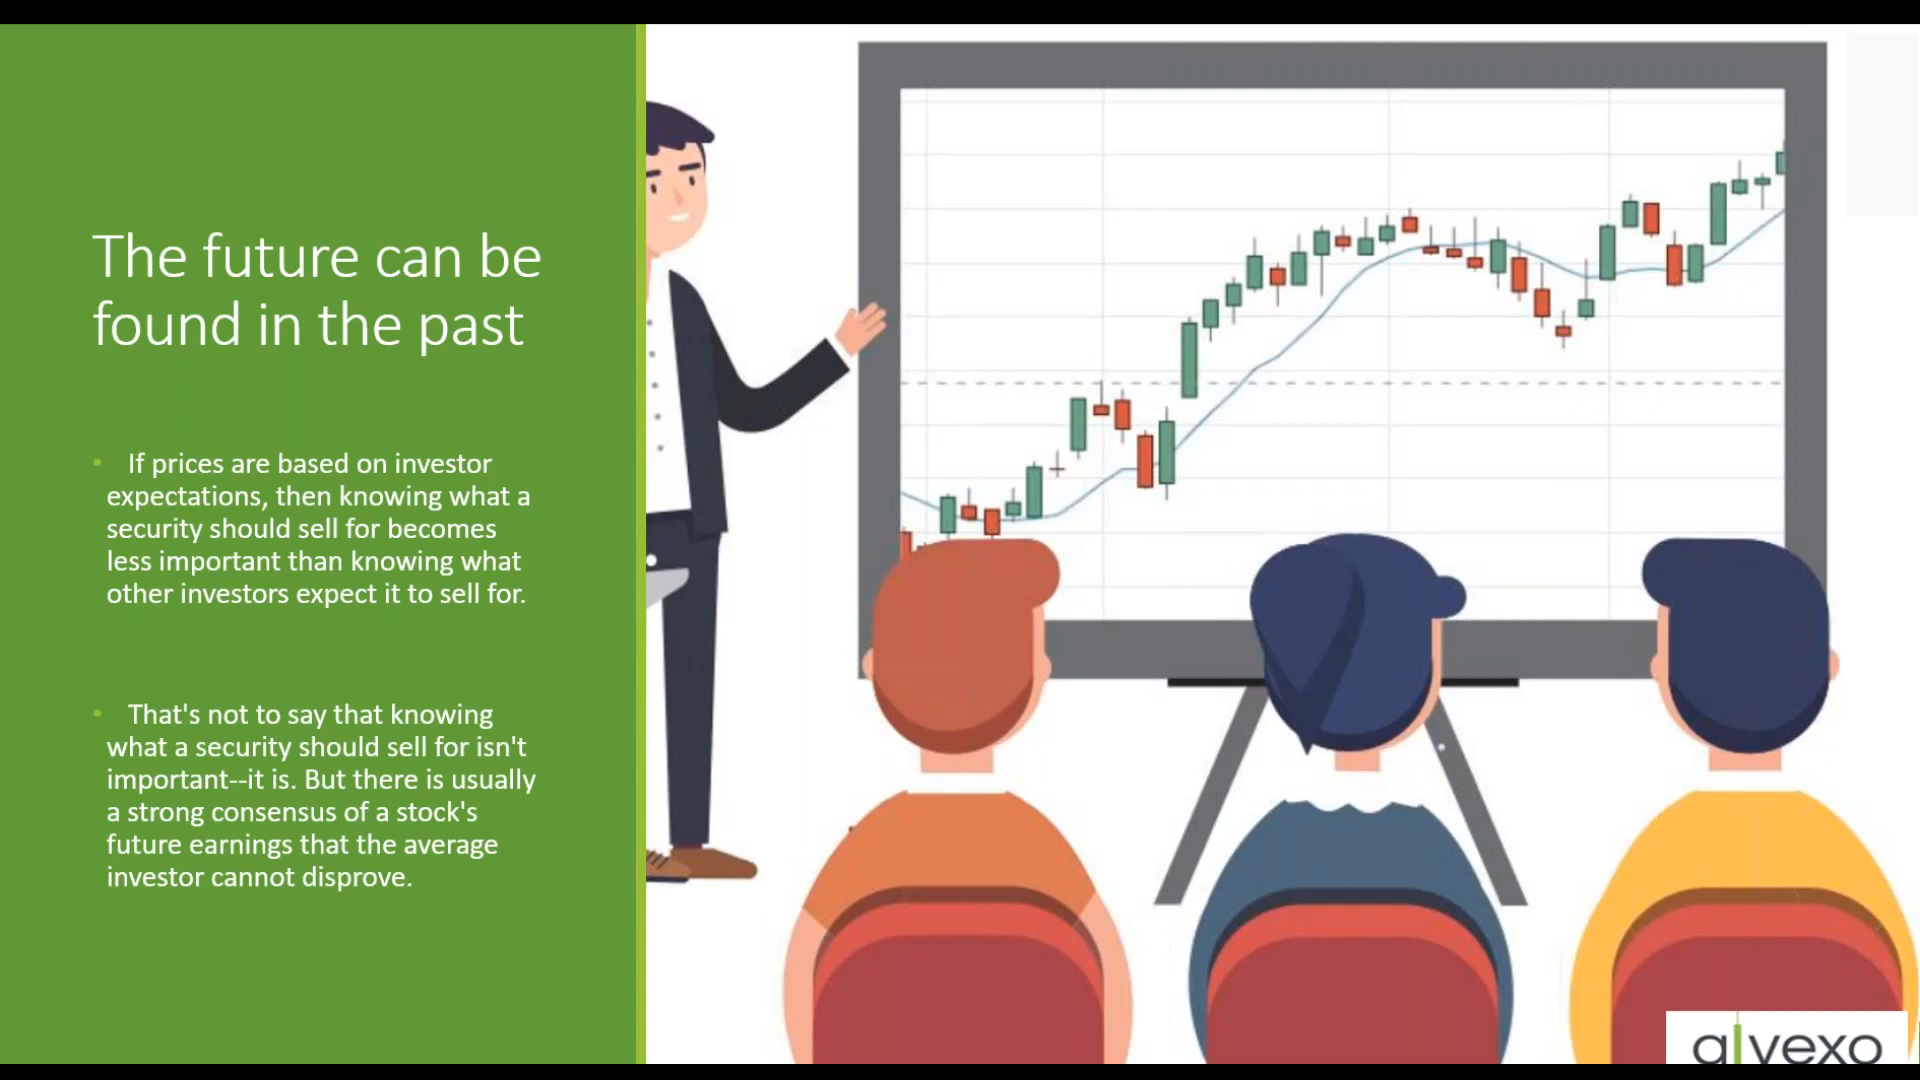 The future can be
found in the past
• If prices are based on investor
expectations, then knowing what a
security should sell for becomes
less important than knowing what
other investors expect it to sell for.
• That's not to say that knowing
what a security should sell for isn't
important--it is. But there is usually
a strong consensus of a stock's
future earnings that the average
investor cannot disprove.
alvexo